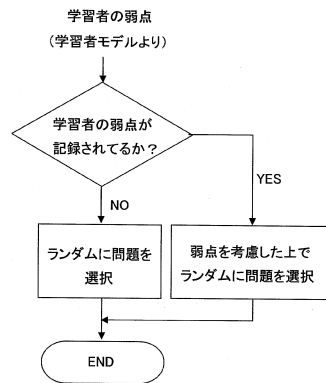 学習者の弱点
(学習者モデルより)
学習者の弱点が
記録されてるか?
NO
YES
ランダムに問題を
選択
弱点を考慮した上で
ランダムに問題を選択
END